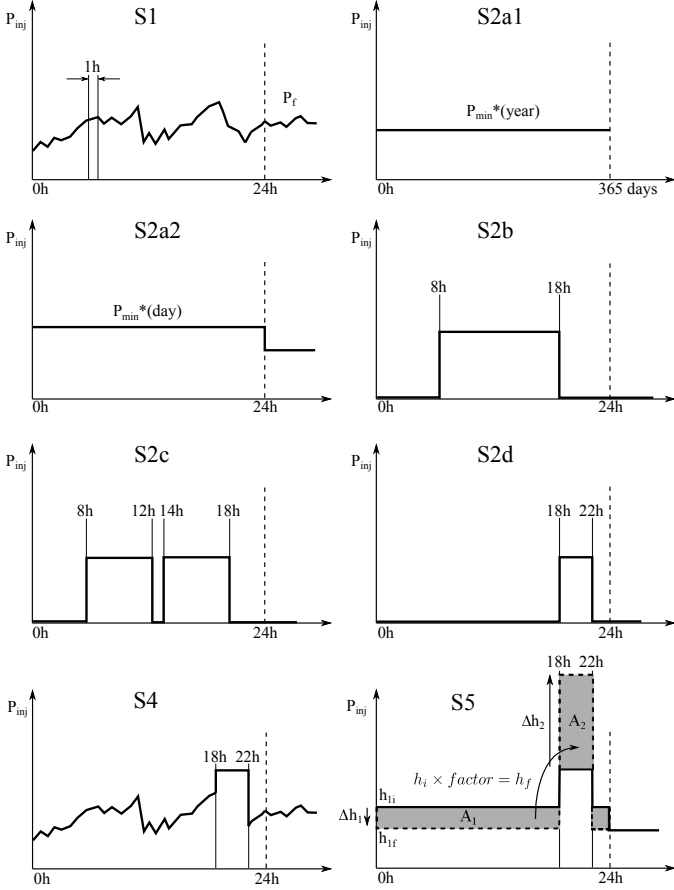 S1
P_inj
1h
P_f
0h
24h
S2a1
P_inj
P_min*(year)
0h
365 days
S2a2
P_inj
P_min*(day)
0h
24h
S2b
P_inj
8h
18h
0h
24h
S2c
P_inj
8h
12h
14h
18h
0h
24h
S2d
P_inj
18h
22h
0h
24h
S4
P_inj
18h
22h
0h
24h
S5
P_inj
18h
22h
Δh_2
A_2
h_i × factor = h_f
h_1i
Δh_1
A_1
h_1f
0h
24h